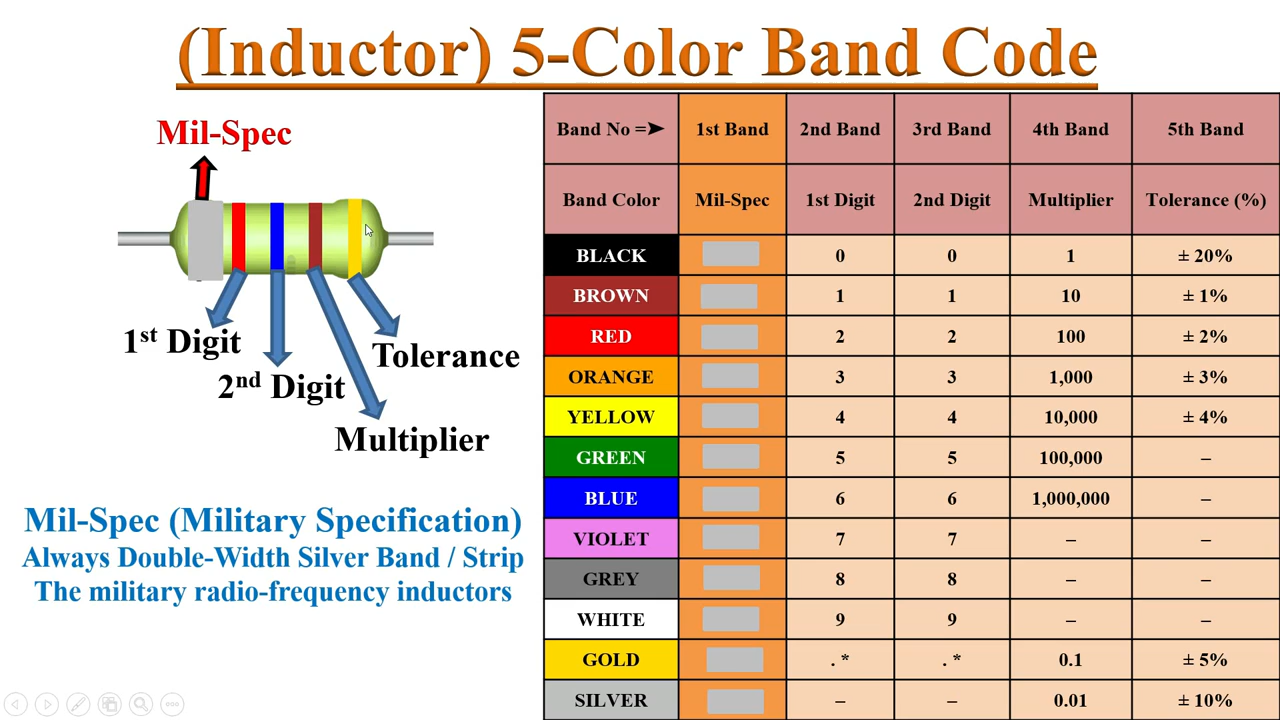 (Inductor) 5-Color Band Code
Mil-Spec
1st Digit
2nd Digit
Tolerance
Multiplier
Mil-Spec (Military Specification)
Always Double-Width Silver Band / Strip
The military radio-frequency inductors
Band No =➤ 1st Band 2nd Band 3rd Band 4th Band 5th Band
Band Color Mil-Spec 1st Digit 2nd Digit Multiplier Tolerance (%)
BLACK 0 0 1 ± 20%
BROWN 1 1 10 ± 1%
RED 2 2 100 ± 2%
ORANGE 3 3 1,000 ± 3%
YELLOW 4 4 10,000 ± 4%
GREEN 5 5 100,000 –
BLUE 6 6 1,000,000 –
VIOLET 7 7 – –
GREY 8 8 – –
WHITE 9 9 – –
GOLD . * . * 0.1 ± 5%
SILVER – – 0.01 ± 10%